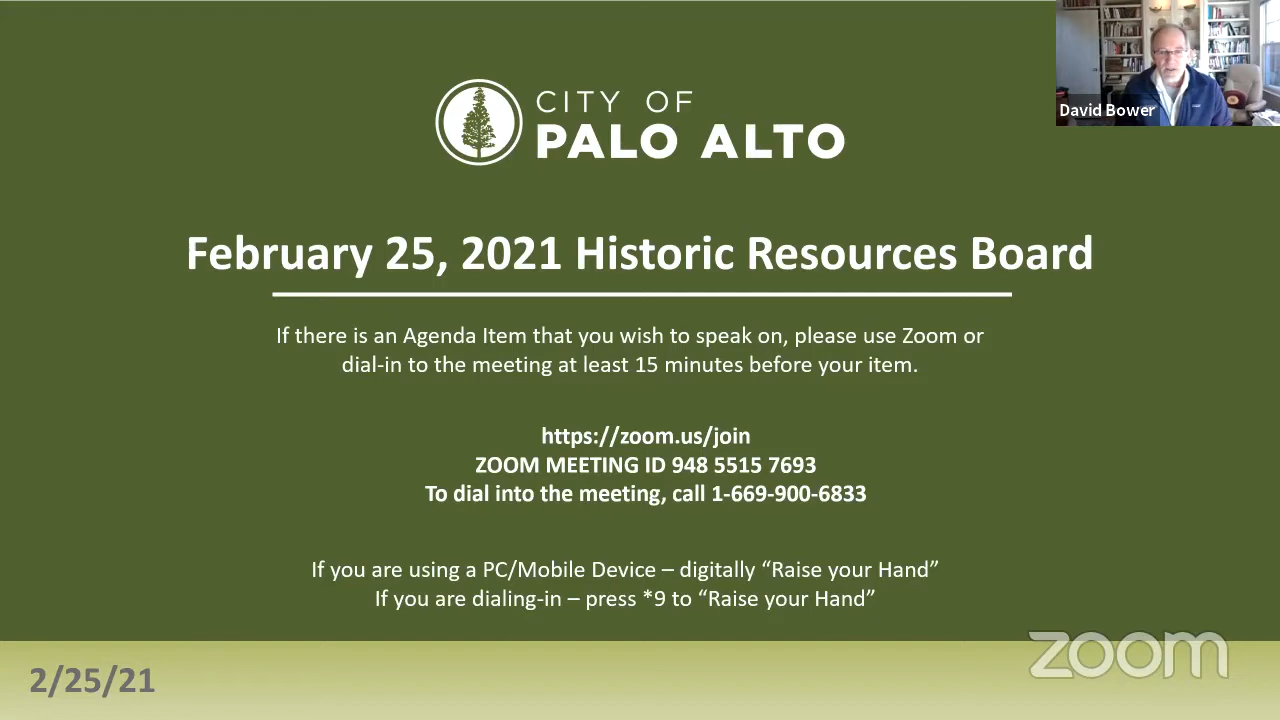 CITY OF
PALO ALTO
David Bower
February 25, 2021 Historic Resources Board
If there is an Agenda Item that you wish to speak on, please use Zoom or
dial-in to the meeting at least 15 minutes before your item.
https://zoom.us/join
ZOOM MEETING ID 948 5515 7693
To dial into the meeting, call 1-669-900-6833
If you are using a PC/Mobile Device – digitally “Raise your Hand”
If you are dialing-in – press *9 to “Raise your Hand”
2/25/21
zoom